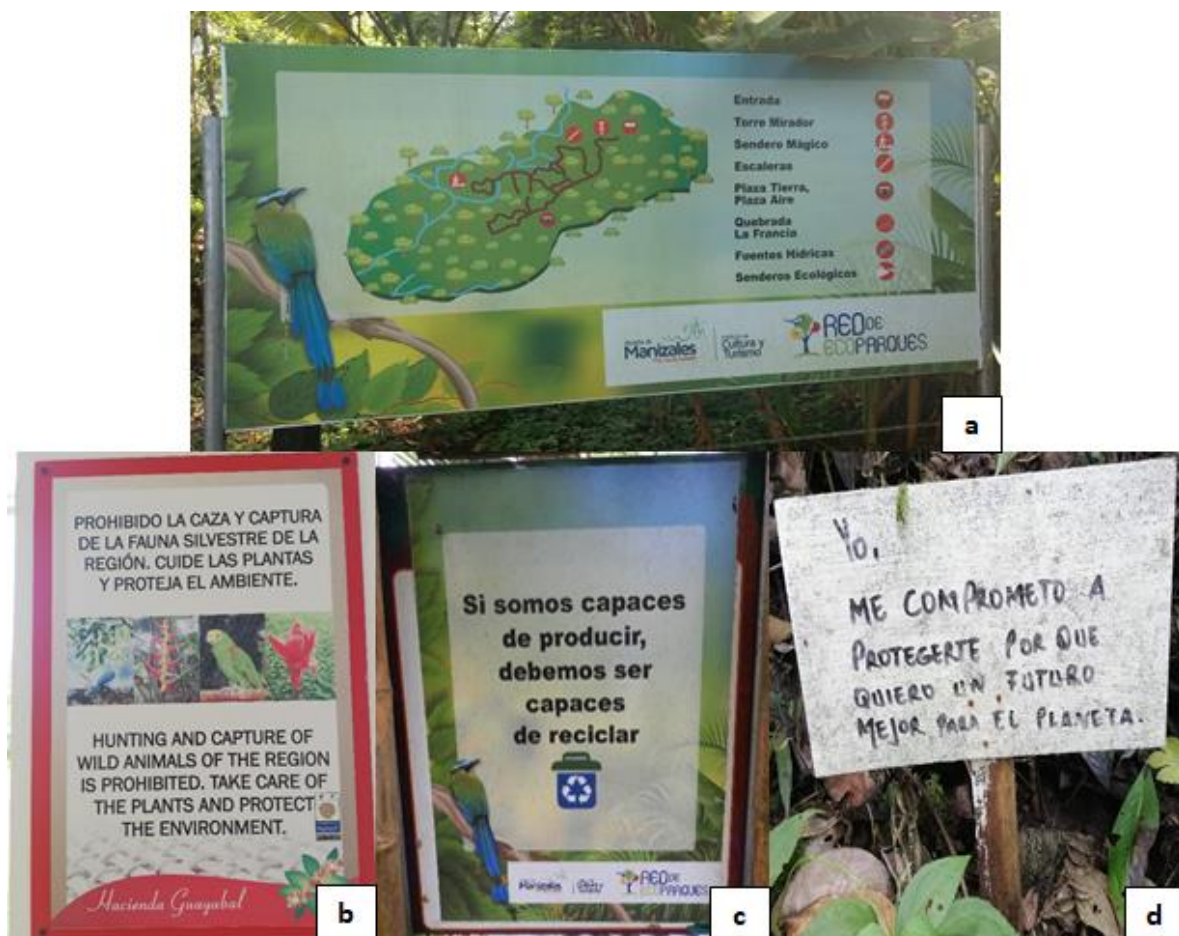 Entrada
Torre Mirador
Sendero Mágico
Escaleras
Plaza Tierra,
Plaza Aire
Quebrada
La Francia
Fuentes Hídricas
Senderos Ecológicos
Manizales
Cultura y
Turismo
RED DE
ECOPARQUES
a
PROHIBIDO LA CAZA Y CAPTURA
DE LA FAUNA SILVESTRE DE LA
REGIÓN. CUIDE LAS PLANTAS
Y PROTEJA EL AMBIENTE.
HUNTING AND CAPTURE OF
WILD ANIMALS OF THE REGION
IS PROHIBITED. TAKE CARE OF
THE PLANTS AND PROTECT
THE ENVIRONMENT.
Hacienda Guayabal
b
Si somos capaces
de producir,
debemos ser
capaces
de reciclar
Manizales
RED DE
ECOPARQUES
c
Yo,
ME COMPROMETO A
PROTEGERTE POR QUE
QUIERO UN FUTURO
MEJOR PARA EL PLANETA.
d